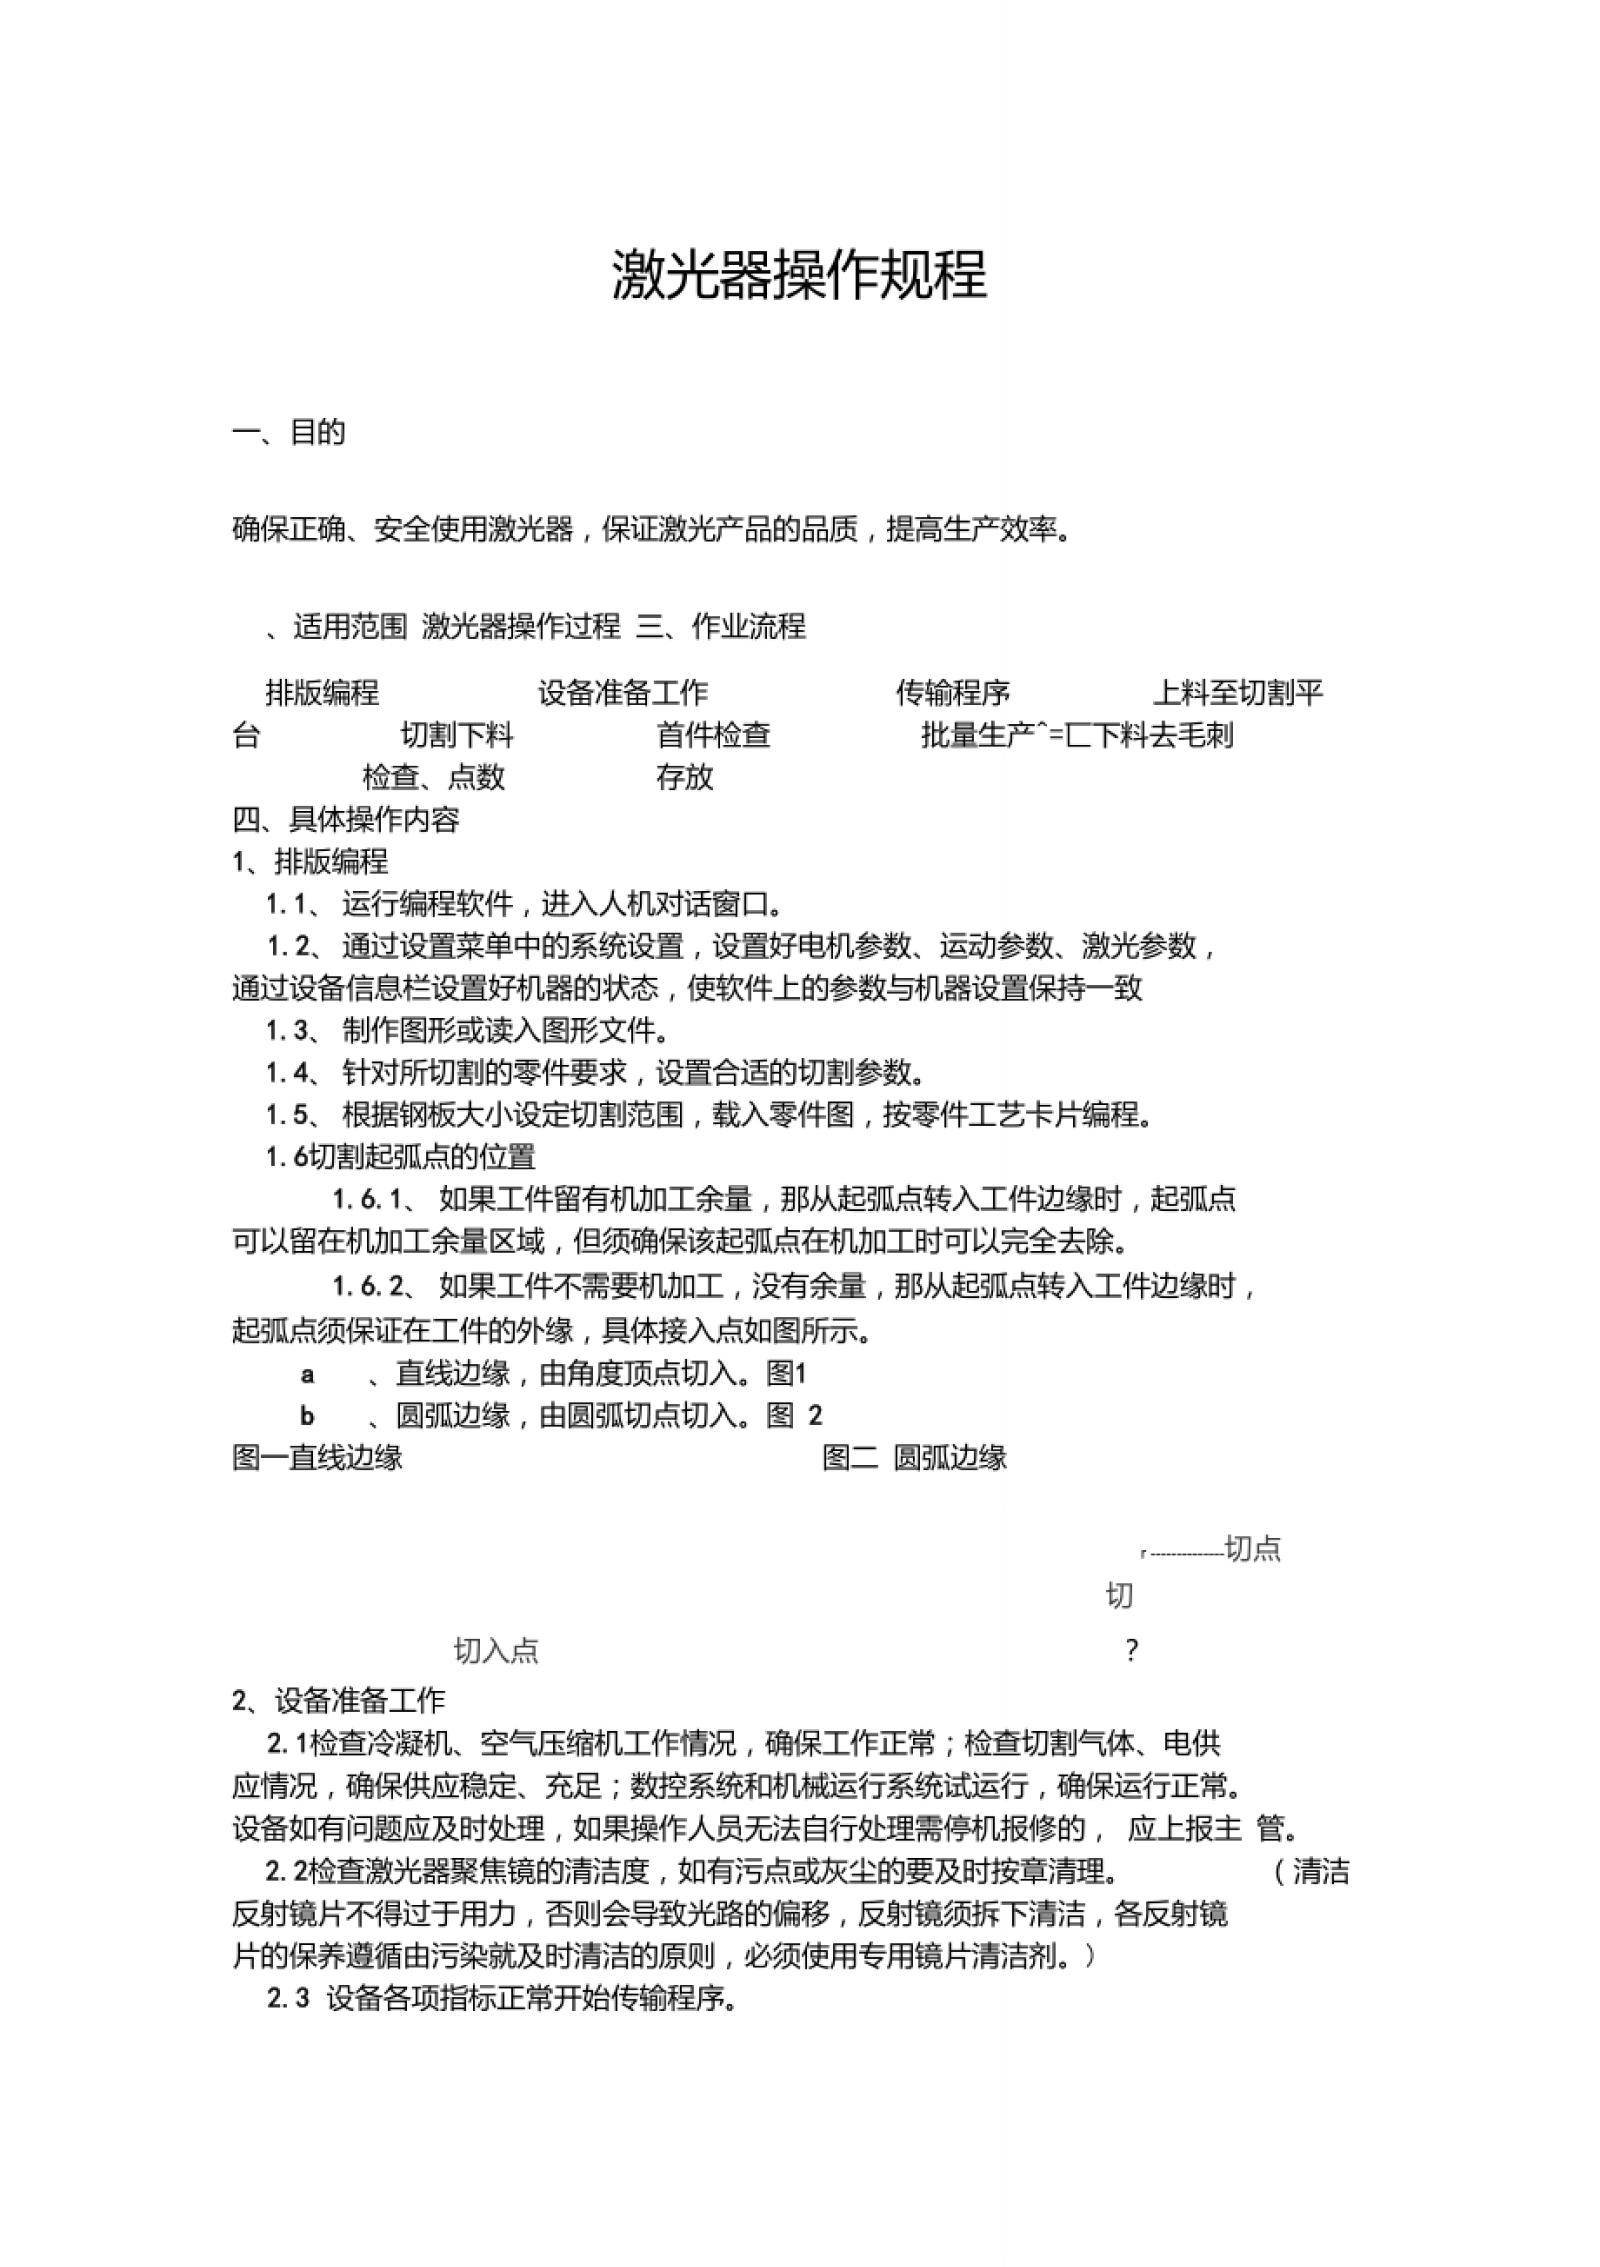 激光器操作规程
一、目的
确保正确、安全使用激光器，保证激光产品的品质，提高生产效率。
、适用范围 激光器操作过程 三、作业流程
排版编程 设备准备工作 传输程序 上料至切割平
台 切割下料 首件检查 批量生产^=匚下料去毛刺
检查、点数 存放
四、具体操作内容
1、排版编程
1.1、 运行编程软件，进入人机对话窗口。
1.2、 通过设置菜单中的系统设置，设置好电机参数、运动参数、激光参数，
通过设备信息栏设置好机器的状态，使软件上的参数与机器设置保持一致
1.3、 制作图形或读入图形文件。
1.4、 针对所切割的零件要求，设置合适的切割参数。
1.5、 根据钢板大小设定切割范围，载入零件图，按零件工艺卡片编程。
1.6切割起弧点的位置
1.6.1、 如果工件留有机加工余量，那从起弧点转入工件边缘时，起弧点
可以留在机加工余量区域，但须确保该起弧点在机加工时可以完全去除。
1.6.2、 如果工件不需要机加工，没有余量，那从起弧点转入工件边缘时，
起弧点须保证在工件的外缘，具体接入点如图所示。
a 、直线边缘，由角度顶点切入。图1
b 、圆弧边缘，由圆弧切点切入。图 2
图一直线边缘 图二 圆弧边缘
r--------------切点
切
切入点 ?
2、设备准备工作
2.1检查冷凝机、空气压缩机工作情况，确保工作正常；检查切割气体、电供
应情况，确保供应稳定、充足；数控系统和机械运行系统试运行，确保运行正常。
设备如有问题应及时处理，如果操作人员无法自行处理需停机报修的， 应上报主 管。
2.2检查激光器聚焦镜的清洁度，如有污点或灰尘的要及时按章清理。 （清洁
反射镜片不得过于用力，否则会导致光路的偏移，反射镜须拆下清洁，各反射镜
片的保养遵循由污染就及时清洁的原则，必须使用专用镜片清洁剂。）
2.3 设备各项指标正常开始传输程序。